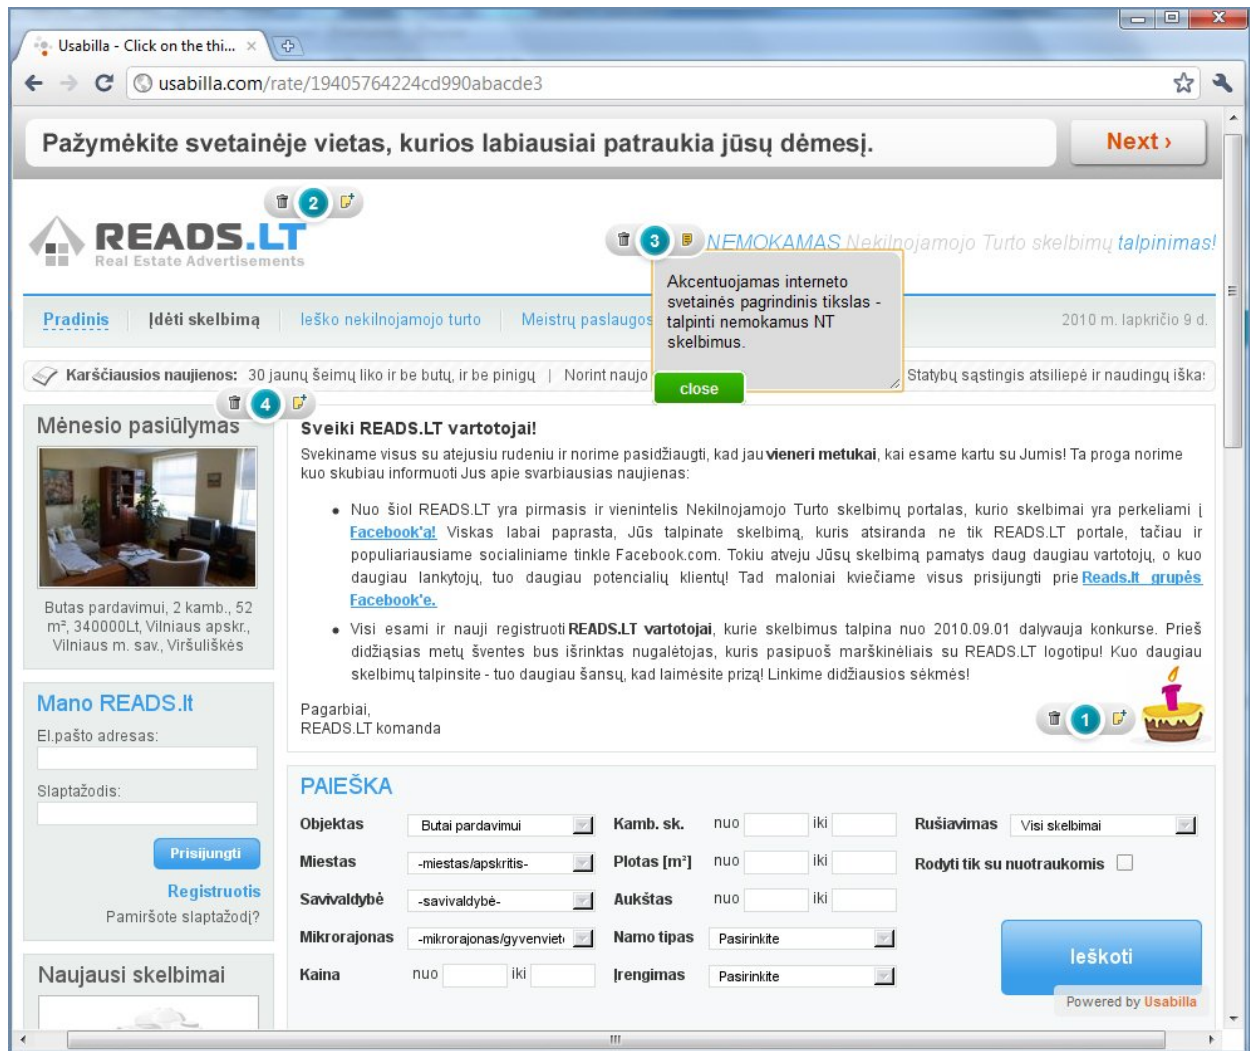 Usabilla - Click on the thi...
usabilla.com/rate/19405764224cd990abacde3
Pažymėkite svetainėje vietas, kurios labiausiai patraukia jūsų dėmesį.
Next ›
2
READS.LT
Real Estate Advertisements
3
NEMOKAMAS Nekilnojamojo Turto skelbimų talpinimas!
Akcentuojamas interneto
svetainės pagrindinis tikslas -
talpinti nemokamus NT
skelbimus.
close
Pradinis
Įdėti skelbimą
Ieško nekilnojamojo turto
Meistrų paslaugos
2010 m. lapkričio 9 d.
Karščiausios naujienos: 30 jaunų šeimų liko ir be butų, ir be pinigų | Norint naujo
Statybų sąstingis atsiliepė ir naudingų iška
4
Mėnesio pasiūlymas
Butas pardavimui, 2 kamb., 52
m², 340000Lt, Vilniaus apskr.,
Vilniaus m. sav., Viršuliškės
Sveiki READS.LT vartotojai!
Svekiname visus su atėjusiu rudeniu ir norime pasidžiaugti, kad jau vieneri metukai, kai esame kartu su Jumis! Ta proga norime
kuo skubiau informuoti Jus apie svarbiausias naujienas:
• Nuo šiol READS.LT yra pirmasis ir vienintelis Nekilnojamojo Turto skelbimų portalas, kurio skelbimai yra perkeliami į
Facebook'ą! Viskas labai paprasta, Jūs talpinate skelbimą, kuris atsiranda ne tik READS.LT portale, tačiau ir
populiariausiame socialiniame tinkle Facebook.com. Tokiu atveju Jūsų skelbimą pamatys daug daugiau vartotojų, o kuo
daugiau lankytojų, tuo daugiau potencialių klientų! Tad maloniai kviečiame visus prisijungti prie Reads.lt grupės
Facebook'e.
• Visi esami ir nauji registruoti READS.LT vartotojai, kurie skelbimus talpina nuo 2010.09.01 dalyvauja konkurse. Prieš
didžiąsias metų šventes bus išrinktas nugalėtojas, kuris pasipuoš marškinėliais su READS.LT logotipu! Kuo daugiau
skelbimų talpinsite - tuo daugiau šansų, kad laimėsite prizą! Linkime didžiausios sėkmės!
Pagarbiai,
READS.LT komanda
1
Mano READS.lt
El.pašto adresas:
Slaptažodis:
Prisijungti
Registruotis
Pamiršote slaptažodį?
Naujausi skelbimai
PAIEŠKA
Objektas Butai pardavimui Kamb. sk. nuo iki Rušiavimas Visi skelbimai
Miestas -miestas/apskritis- Plotas [m²] nuo iki Rodyti tik su nuotraukomis
Savivaldybė -savivaldybė- Aukštas nuo iki
Mikrorajonas -mikrorajonas/gyvenviet Namo tipas Pasirinkite
Kaina nuo iki Įrengimas Pasirinkite
Ieškoti
Powered by Usabilla